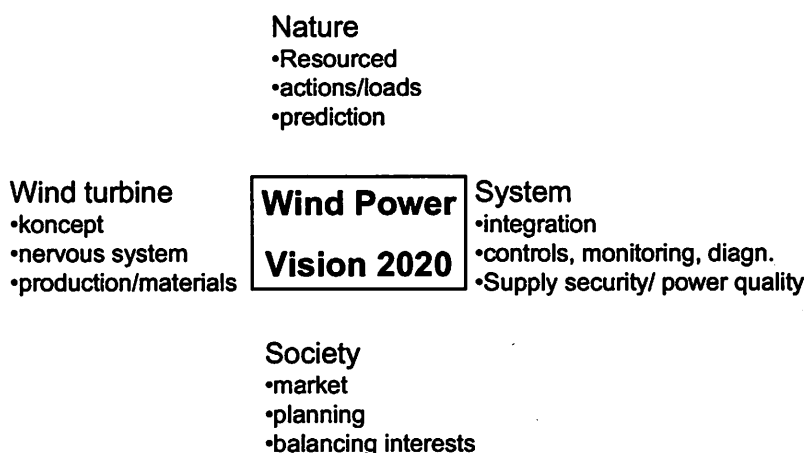 Nature
•Resourced
•actions/loads
•prediction
Wind turbine
•koncept
•nervous system
•production/materials
Wind Power
Vision 2020
System
•integration
•controls, monitoring, diagn.
•Supply security/ power quality
Society
•market
•planning
•balancing interests